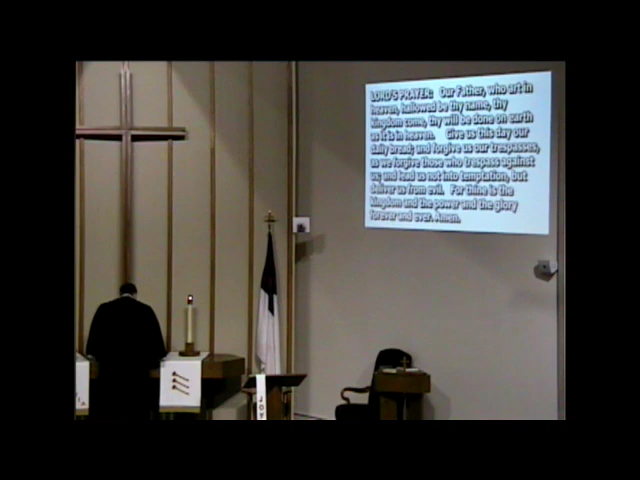 LORD'S PRAYER: Our Father, who art in
heaven, hallowed be thy name, thy
kingdom come, thy will be done on earth
as it is in heaven. Give us this day our
daily bread; and forgive us our trespasses,
as we forgive those who trespass against
us; and lead us not into temptation, but
deliver us from evil. For thine is the
kingdom and the power and the glory
forever and ever. Amen.
JOY